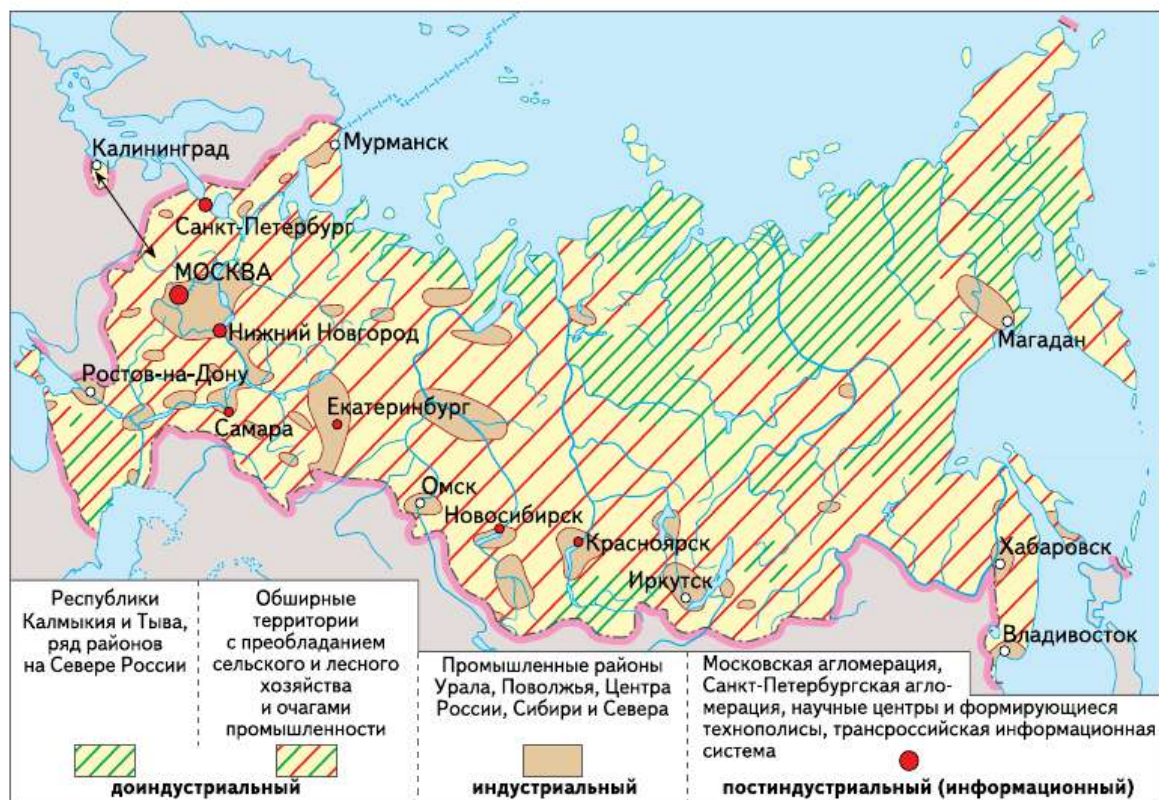 Калининград
Мурманск
Санкт-Петербург
МОСКВА
Нижний Новгород
Магадан
Ростов-на-Дону
Екатеринбург
Самара
Омск
Новосибирск
Красноярск
Иркутск
Хабаровск
Владивосток
Республики
Калмыкия и Тыва,
ряд районов
на Севере России
Обширные
территории
с преобладанием
сельского и лесного
хозяйства
и очагами
промышленности
доиндустриальный
Промышленные районы
Урала, Поволжья, Центра
России, Сибири и Севера
индустриальный
Московская агломерация,
Санкт-Петербургская агло-
мерация, научные центры и формирующиеся
технополисы, трансроссийская информационная
система
постиндустриальный (информационный)